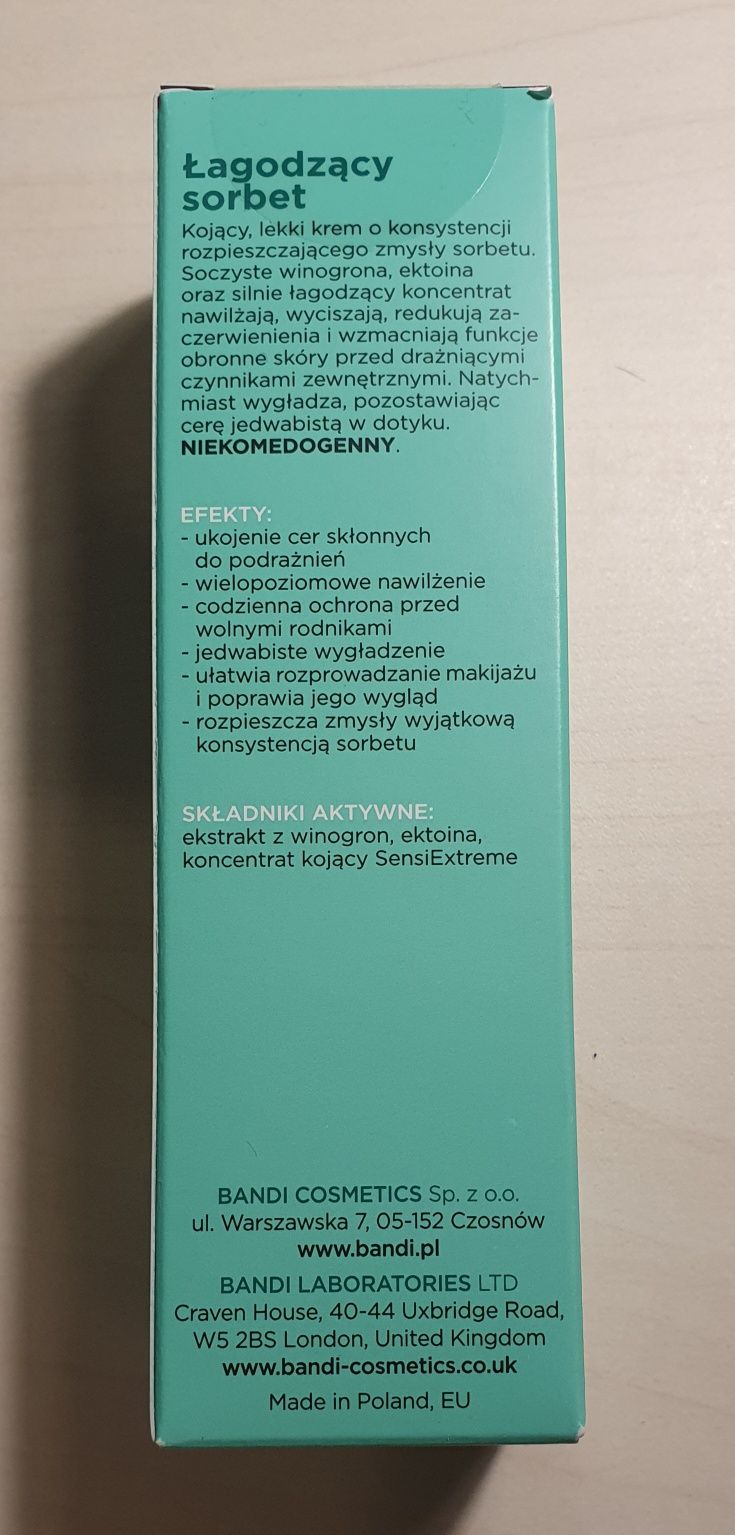 Łagodzący
sorbet
Kojący, lekki krem o konsystencji
rozpieszczającego zmysły sorbetu.
Soczyste winogrona, ektoina
oraz silnie łagodzący koncentrat
nawilżają, wyciszają, redukują za-
czerwienienia i wzmacniają funkcje
obronne skóry przed drażniącymi
czynnikami zewnętrznymi. Natych-
miast wygładza, pozostawiając
cerę jedwabistą w dotyku.
NIEKOMEDOGENNY.
EFEKTY:
- ukojenie cer skłonnych
do podrażnień
- wielopoziomowe nawilżenie
- codzienna ochrona przed
wolnymi rodnikami
- jedwabiste wygładzenie
- ułatwia rozprowadzanie makijażu
i poprawia jego wygląd
- rozpieszcza zmysły wyjątkową
konsystencją sorbetu
SKŁADNIKI AKTYWNE:
ekstrakt z winogron, ektoina,
koncentrat kojący SensiExtreme
BANDI COSMETICS Sp. z o.o.
ul. Warszawska 7, 05-152 Czosnów
www.bandi.pl
BANDI LABORATORIES LTD
Craven House, 40-44 Uxbridge Road,
W5 2BS London, United Kingdom
www.bandi-cosmetics.co.uk
Made in Poland, EU